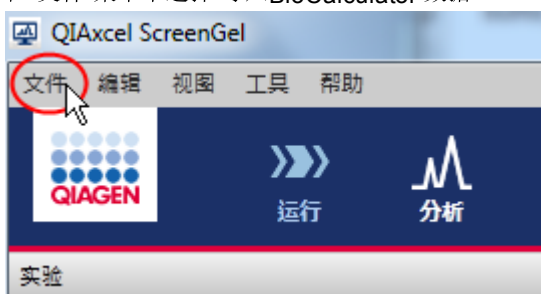 BioCalculator
QIAxcel ScreenGel
文件 编辑 视图 工具 帮助
QIAGEN
运行 分析
实验